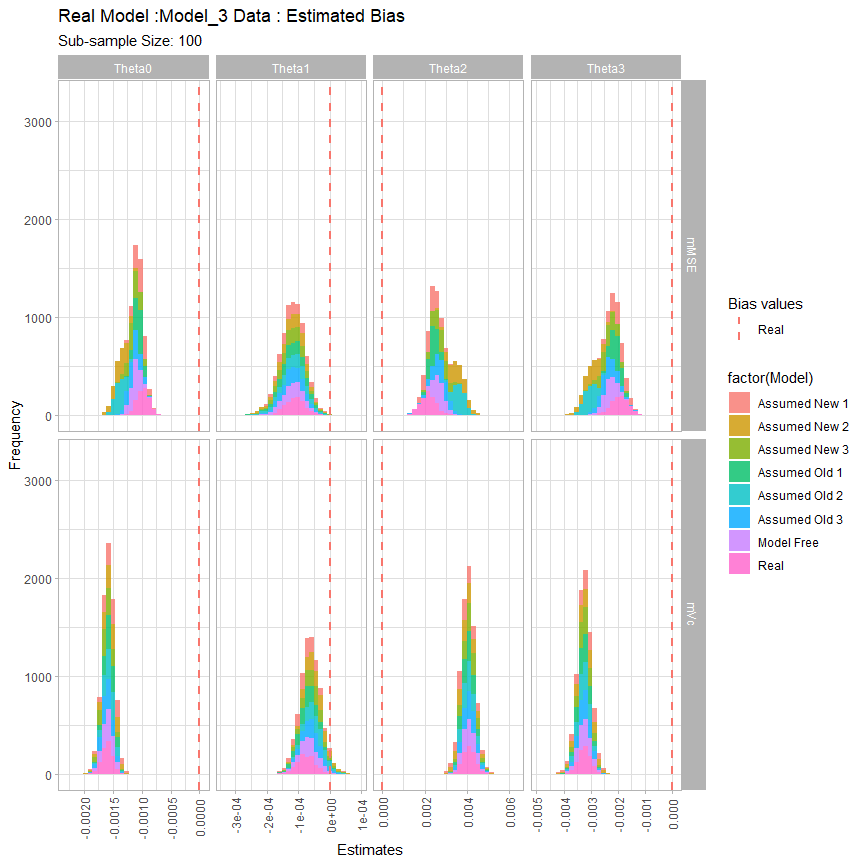 Real Model :Model_3 Data : Estimated Bias
Sub-sample Size: 100
Theta0 Theta1 Theta2 Theta3
3000
2000
1000
0
mMSE
3000
2000
1000
0
mVc
Frequency
-0.0020 -0.0015 -0.0010 -0.0005 0.0000
-3e-04 -2e-04 -1e-04 0e+00 1e-04
0.000 0.002 0.004 0.006
-0.005 -0.004 -0.003 -0.002 -0.001 0.000
Estimates
Bias values
Real
factor(Model)
Assumed New 1
Assumed New 2
Assumed New 3
Assumed Old 1
Assumed Old 2
Assumed Old 3
Model Free
Real